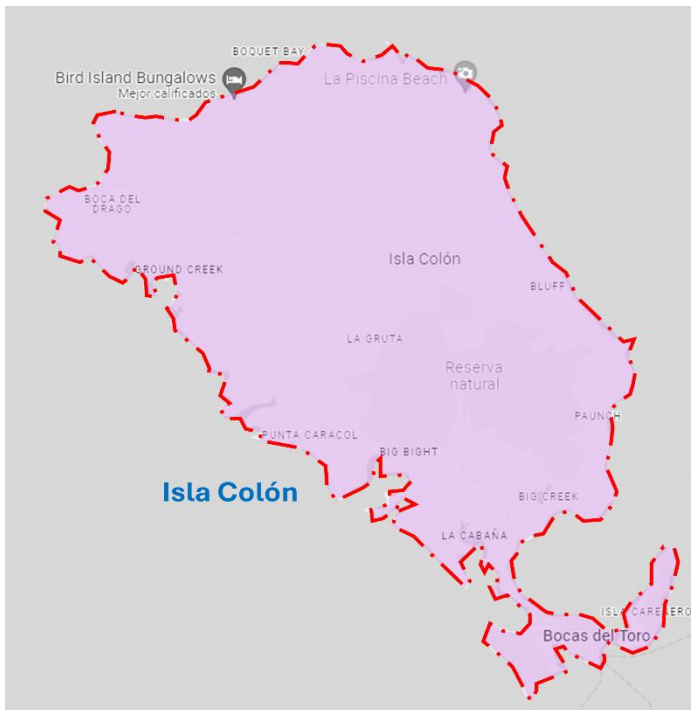 BOQUET BAY
Bird Island Bungalows
Mejor calificados
La Piscina Beach
BOCA DEL
DRAGO
GROUND CREEK
Isla Colón
BLUFF
LA GRUTA
Reserva
natural
PAUNCH
PUNTA CARACOL
BIG BIGHT
Isla Colón
BIG CREEK
LA CABAÑA
ISLA CARENERO
Bocas del Toro